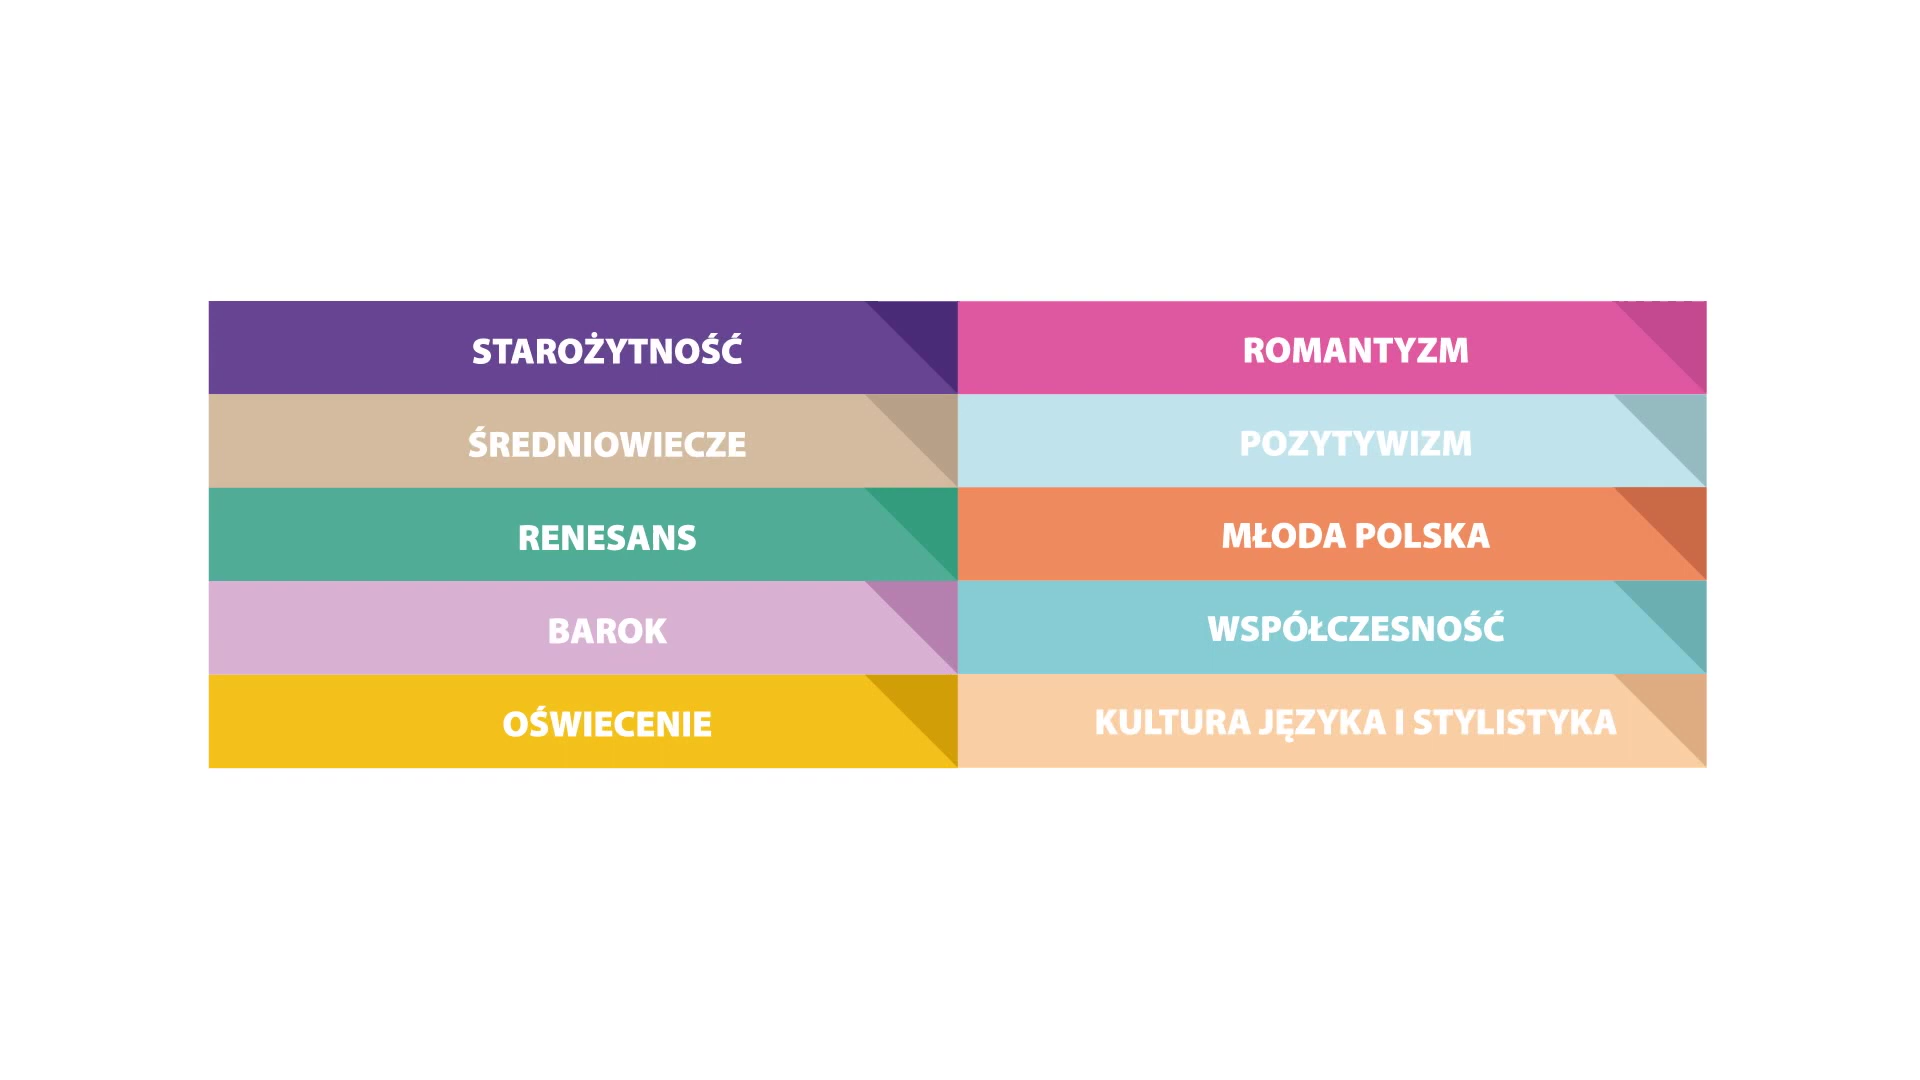 STAROŻYTNOŚĆ
ŚREDNIOWIECZE
RENESANS
BAROK
OŚWIECENIE
ROMANTYZM
POZYTYWIZM
MŁODA POLSKA
WSPÓŁCZESNOŚĆ
KULTURA JĘZYKA I STYLISTYKA